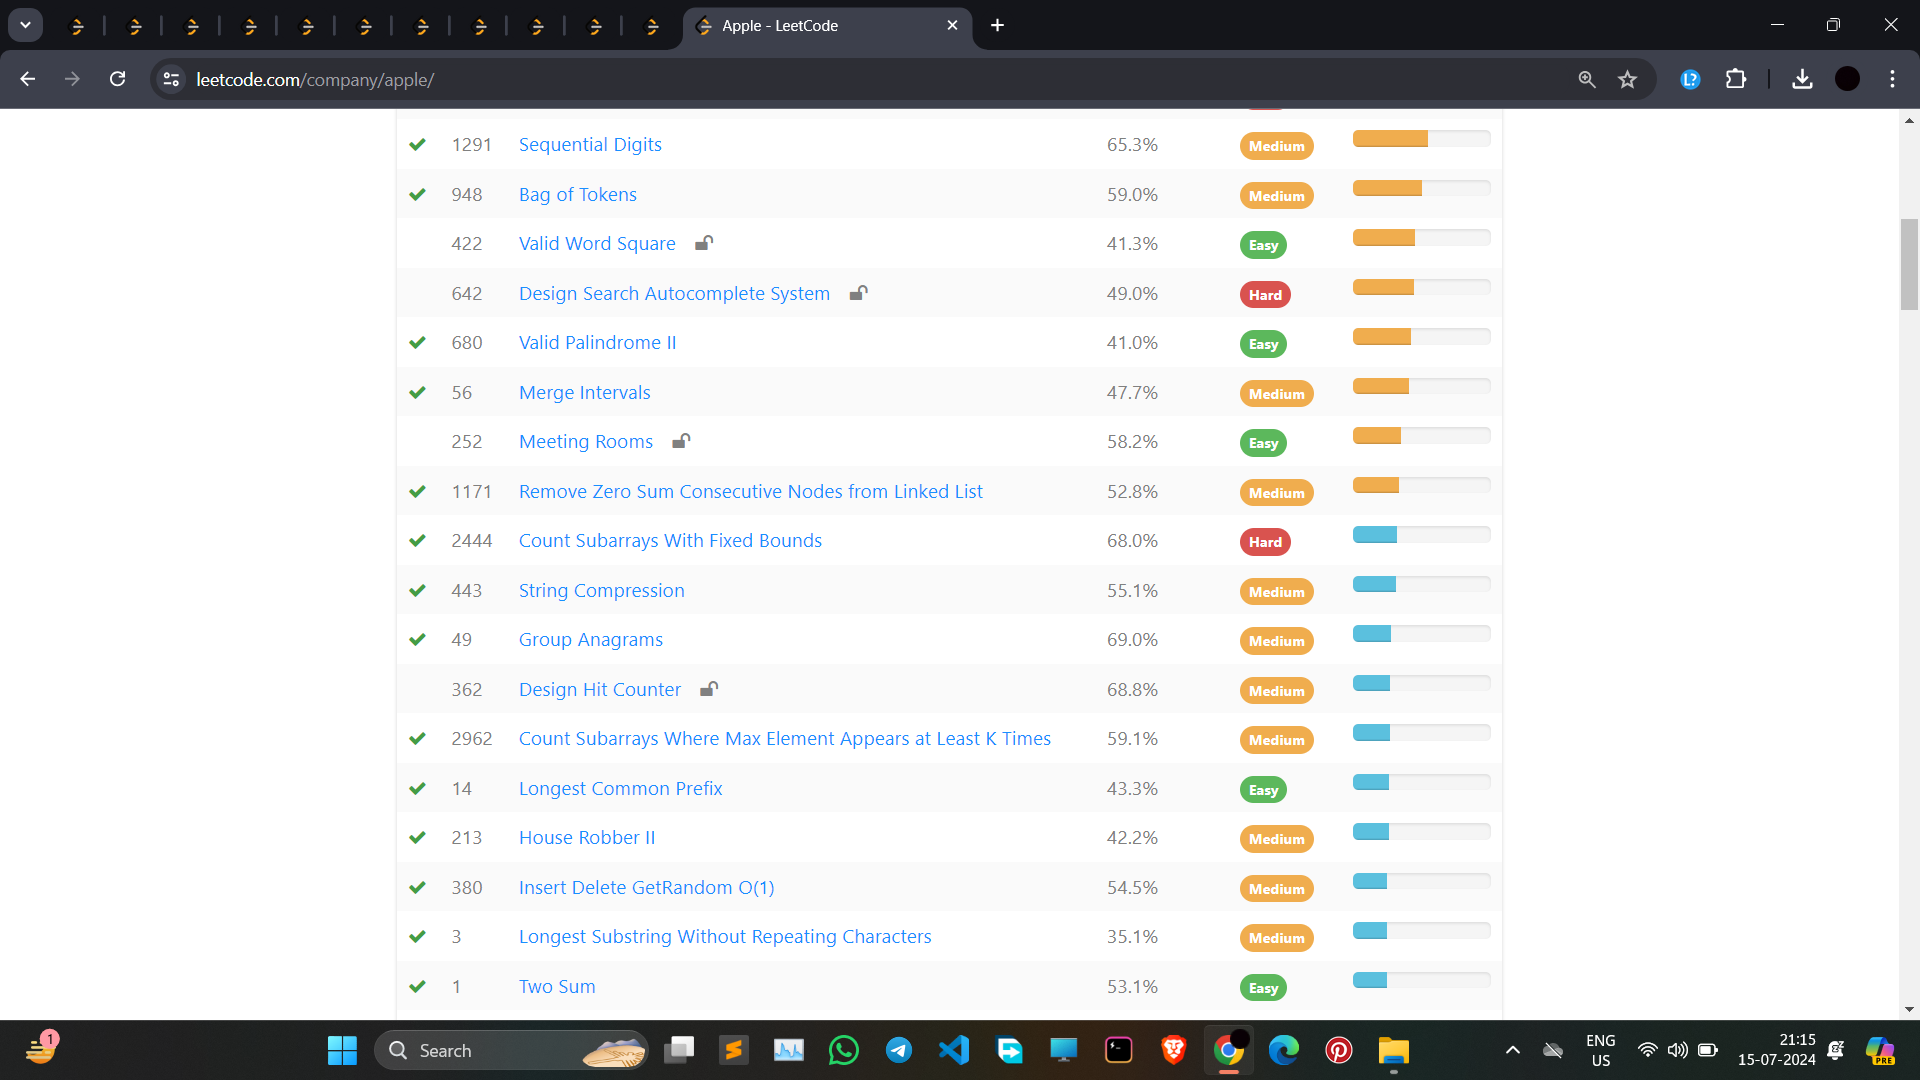 Apple - LeetCode
leetcode.com/company/apple/
1291 Sequential Digits 65.3% Medium
948 Bag of Tokens 59.0% Medium
422 Valid Word Square 41.3% Easy
642 Design Search Autocomplete System 49.0% Hard
680 Valid Palindrome II 41.0% Easy
56 Merge Intervals 47.7% Medium
252 Meeting Rooms 58.2% Easy
1171 Remove Zero Sum Consecutive Nodes from Linked List 52.8% Medium
2444 Count Subarrays With Fixed Bounds 68.0% Hard
443 String Compression 55.1% Medium
49 Group Anagrams 69.0% Medium
362 Design Hit Counter 68.8% Medium
2962 Count Subarrays Where Max Element Appears at Least K Times 59.1% Medium
14 Longest Common Prefix 43.3% Easy
213 House Robber II 42.2% Medium
380 Insert Delete GetRandom O(1) 54.5% Medium
3 Longest Substring Without Repeating Characters 35.1% Medium
1 Two Sum 53.1% Easy
1
Search
ENG
US
21:15
15-07-2024
PRE